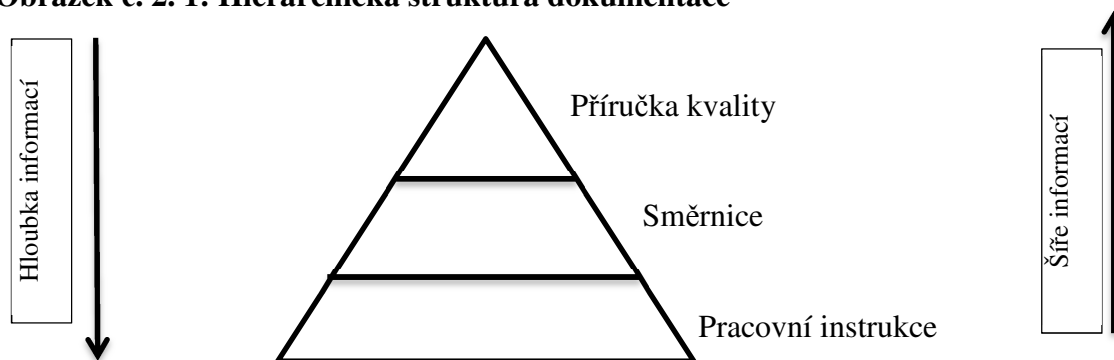 Obrázek č. 2. 1: Hierarchická struktura dokumentace
Hloubka informací
Příručka kvality
Směrnice
Pracovní instrukce
Šíře informací